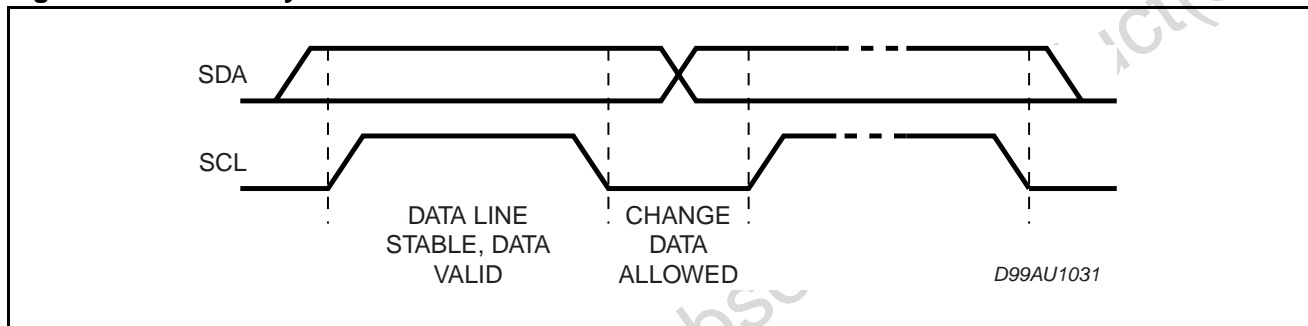 SDA
SCL
DATA LINE
STABLE, DATA
VALID
CHANGE
DATA
ALLOWED
D99AU1031